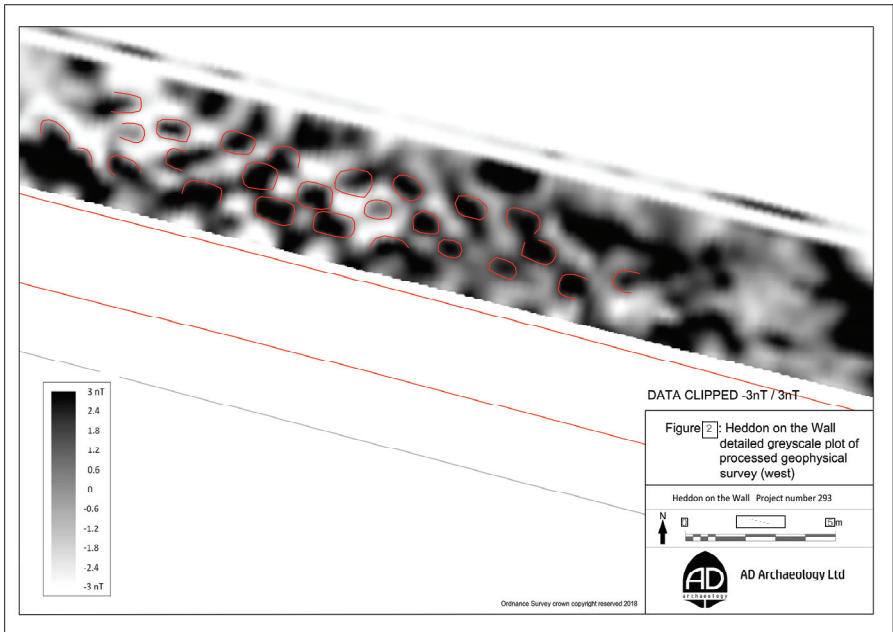 3 nT
2.4
1.8
1.2
0.6
0
-0.6
-1.2
-1.8
-2.4
-3 nT
DATA CLIPPED -3nT / 3nT
Figure 2 : Heddon on the Wall
detailed greyscale plot of
processed geophysical
survey (west)
Heddon on the Wall Project number 293
N
0 5 m
AD
archaeology
AD Archaeology Ltd
Ordnance Survey crown copyright reserved 2018